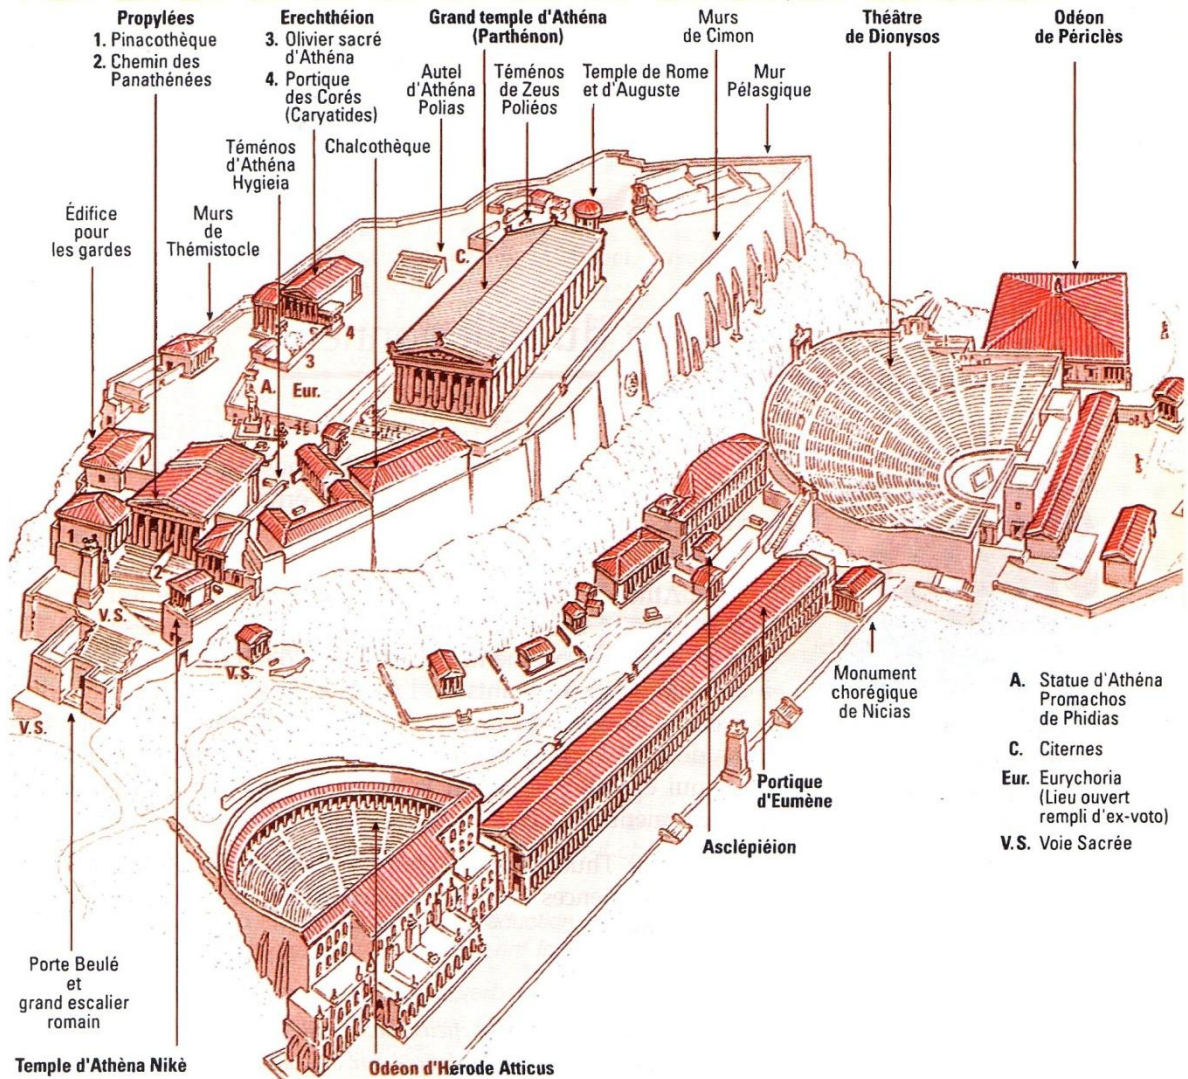 Propylées
1. Pinacothèque
2. Chemin des
Panathénées
Erechthéion
3. Olivier sacré
d'Athéna
4. Portique
des Corés
(Caryatides)
Grand temple d'Athéna
(Parthénon)
Murs
de Cimon
Théâtre
de Dionysos
Odéon
de Périclès
Autel
d'Athéna
Polias
Téménos
de Zeus
Poliéos
Temple de Rome
et d'Auguste
Mur
Pélasgique
Téménos
d'Athéna
Hygieia
Chalcothèque
Édifice
pour
les gardes
Murs
de
Thémistocle
C.
4
3
A.
Eur.
1
2
V.S.
V.S.
V.S.
Monument
chorégique
de Nicias
Portique
d'Eumène
Asclépiéion
A. Statue d'Athéna
Promachos
de Phidias
C. Citernes
Eur. Eurychoria
(Lieu ouvert
rempli d'ex-voto)
V.S. Voie Sacrée
Porte Beulé
et
grand escalier
romain
Temple d'Athèna Nikè
Odéon d'Hérode Atticus